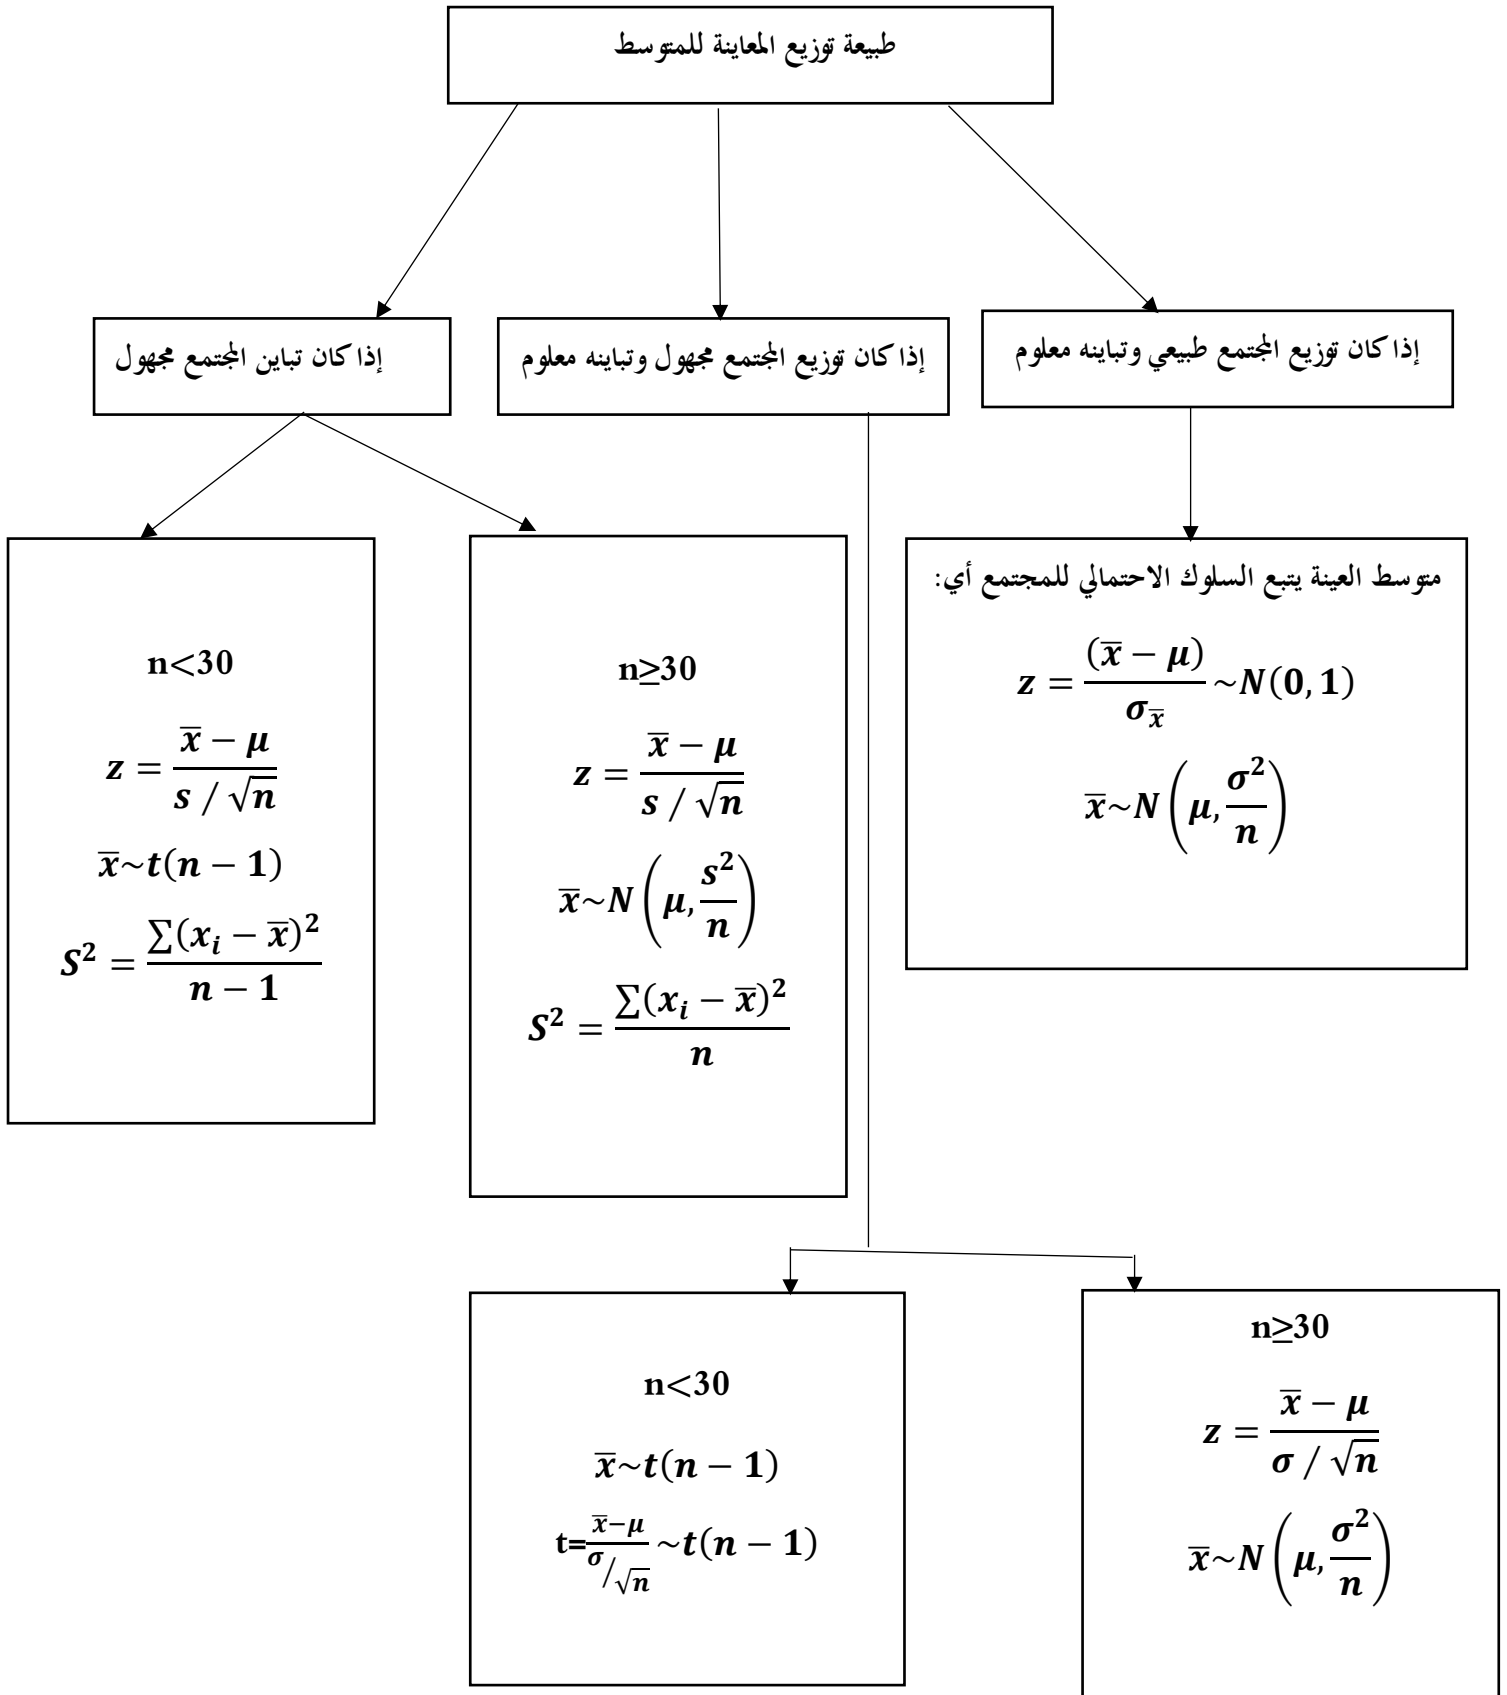 طبيعة توزيع المعاينة للمتوسط
إذا كان توزيع المجتمع طبيعي وتباينه معلوم
إذا كان توزيع المجتمع مجهول وتباينه معلوم
إذا كان تباين المجتمع مجهول
متوسط العينة يتبع السلوك الاحتمالي للمجتمع أي:
z = (x̅ − μ) / σ_x̅ ~N(0, 1)
x̅~N(μ, σ²/n)
n≥30
z = x̅ − μ / s / √n
x̅~N(μ, s²/n)
S² = ∑(xᵢ − x̅)² / n
n<30
z = x̅ − μ / s / √n
x̅~t(n − 1)
S² = ∑(xᵢ − x̅)² / n − 1
n≥30
z = x̅ − μ / σ / √n
x̅~N(μ, σ²/n)
n<30
x̅~t(n − 1)
t= x̅−μ / σ/√n ~t(n − 1)